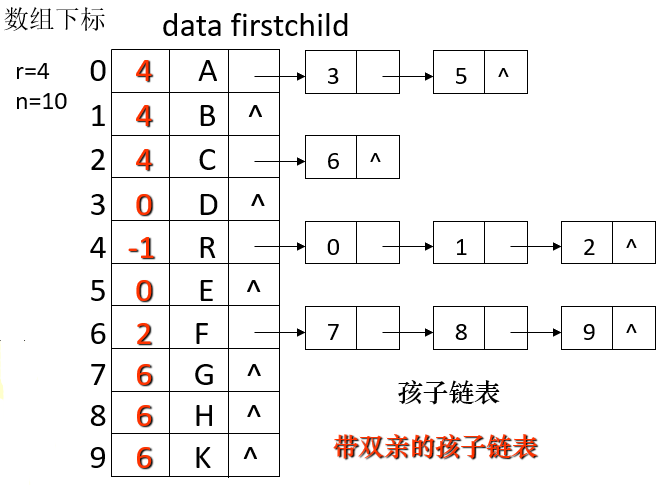 数组下标
data firstchild
r=4
n=10
0 4 A 3 5 ^
1 4 B ^
2 4 C 6 ^
3 0 D ^
4 -1 R 0 1 2 ^
5 0 E ^
6 2 F 7 8 9 ^
7 6 G ^
8 6 H ^
9 6 K ^
孩子链表
带双亲的孩子链表